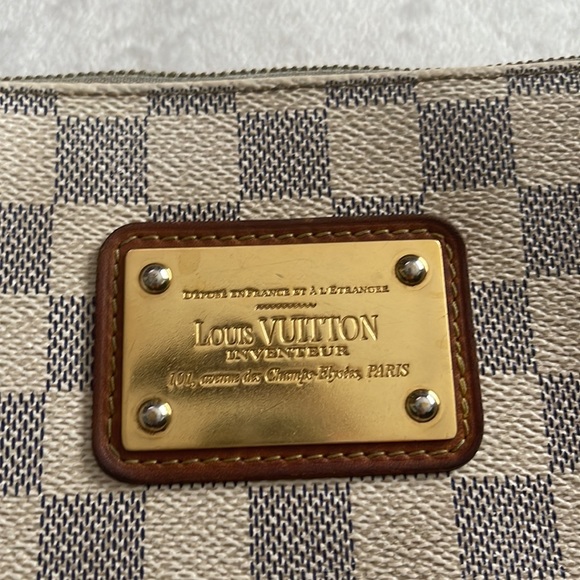 DÉPOSÉ EN FRANCE ET À L'ÉTRANGER
LOUIS VUITTON
INVENTEUR
101, avenue des Champs-Elysées, PARIS